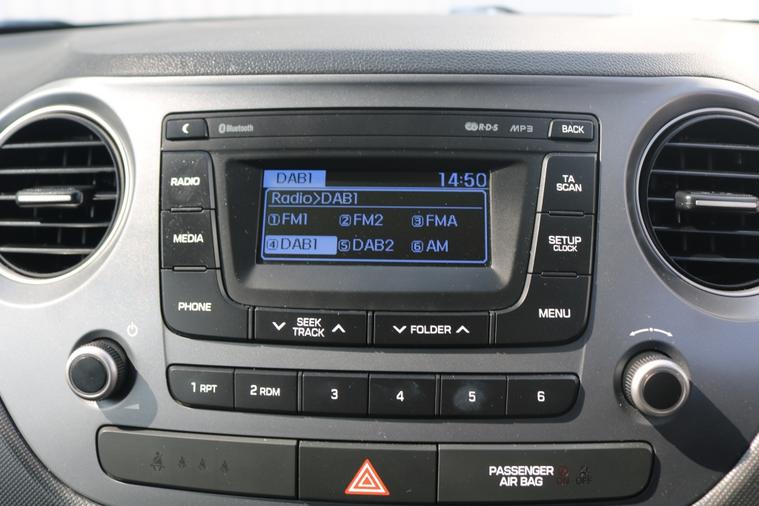 Bluetooth R·D·S MP3 BACK
RADIO
MEDIA
PHONE
DAB1 14:50
Radio>DAB1
①FM1 ②FM2 ③FMA
④DAB1 ⑤DAB2 ⑥AM
TA
SCAN
SETUP
CLOCK
MENU
SEEK
TRACK
FOLDER
1 RPT 2 RDM 3 4 5 6
PASSENGER
AIR BAG ON OFF